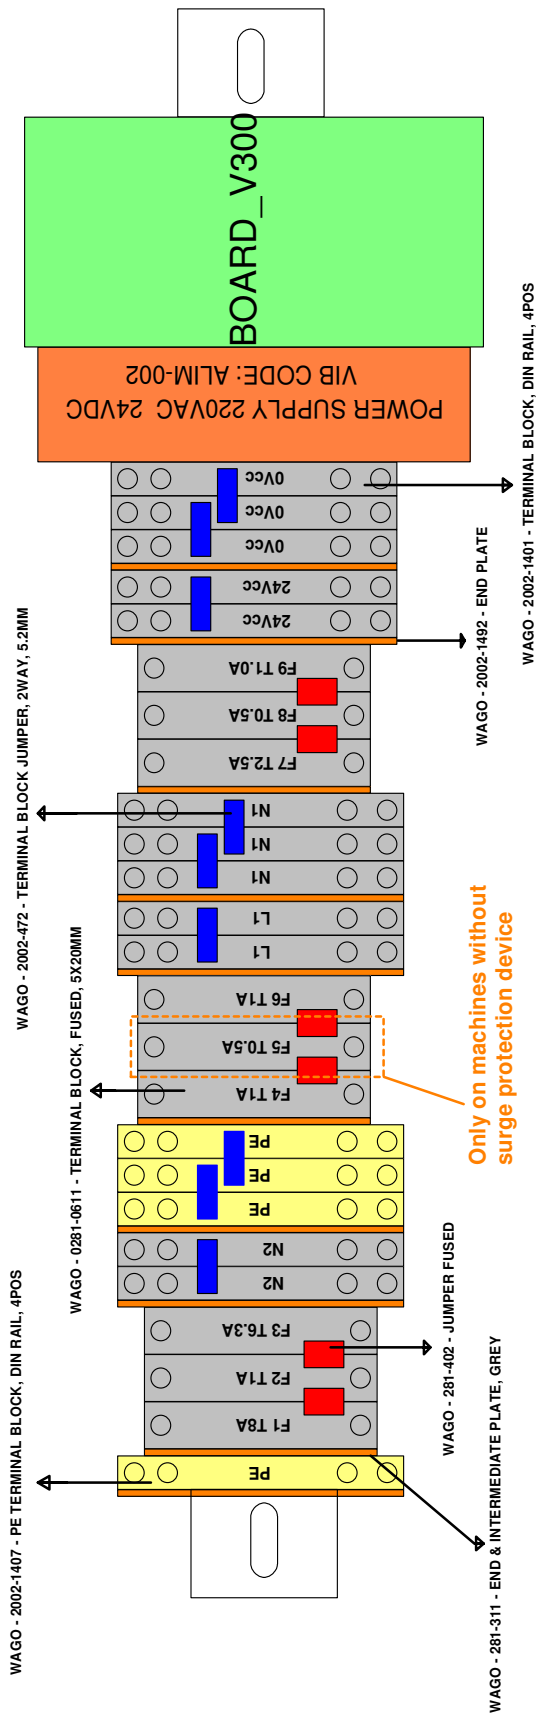 BOARD_V300
POWER SUPPLY 220VAC  24VDC
VIB CODE: ALIM-002
0Vcc
0Vcc
0Vcc
24Vcc
24Vcc
F9 T1.0A
F8 T0.5A
F7 T2.5A
N1
N1
N1
L1
L1
F6 T1A
F5 T0.5A
F4 T1A
PE
PE
PE
N2
N2
F3 T6.3A
F2 T1A
F1 T8A
PE
WAGO - 2002-1407 - PE TERMINAL BLOCK, DIN RAIL, 4POS
WAGO - 0281-0611 - TERMINAL BLOCK, FUSED, 5X20MM
WAGO - 2002-472 - TERMINAL BLOCK JUMPER, 2WAY, 5.2MM
WAGO - 281-311 - END & INTERMEDIATE PLATE, GREY
WAGO - 281-402 - JUMPER FUSED
Only on machines without
surge protection device
WAGO - 2002-1492 - END PLATE
WAGO - 2002-1401 - TERMINAL BLOCK, DIN RAIL, 4POS